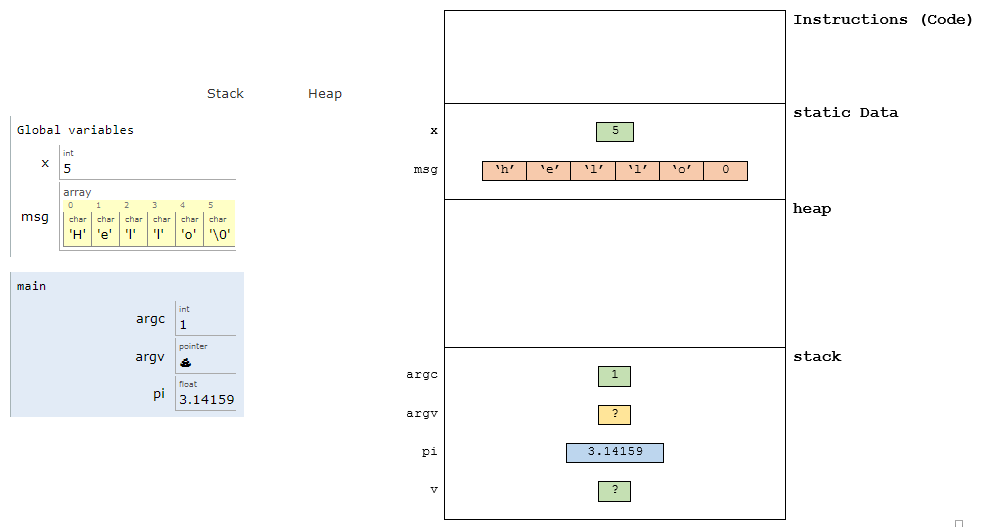 Instructions (Code)
Stack Heap
static Data
Global variables
x
int
5
msg
array
0 1 2 3 4 5
char char char char char char
'H' 'e' 'l' 'l' 'o' '\0'
main
argc
int
1
argv
pointer
pi
float
3.14159
x 5
msg ‘h’ ‘e’ ‘l’ ‘l’ ‘o’ 0
heap
stack
argc 1
argv ?
pi 3.14159
v ?